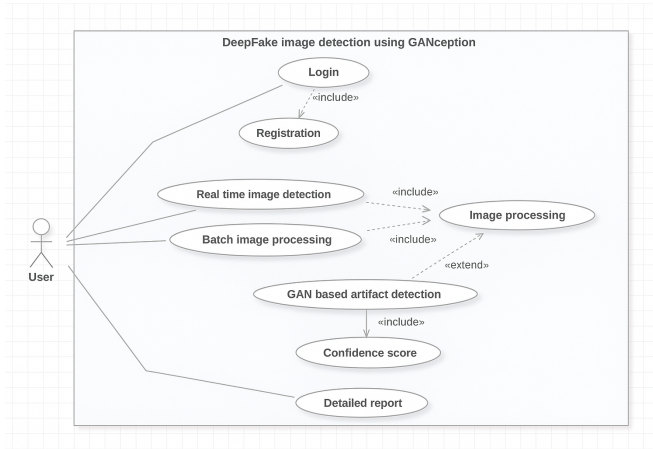 DeepFake image detection using GANception
Login
«include»
Registration
Real time image detection
«include»
Image processing
Batch image processing
«include»
«extend»
User
GAN based artifact detection
«include»
Confidence score
Detailed report